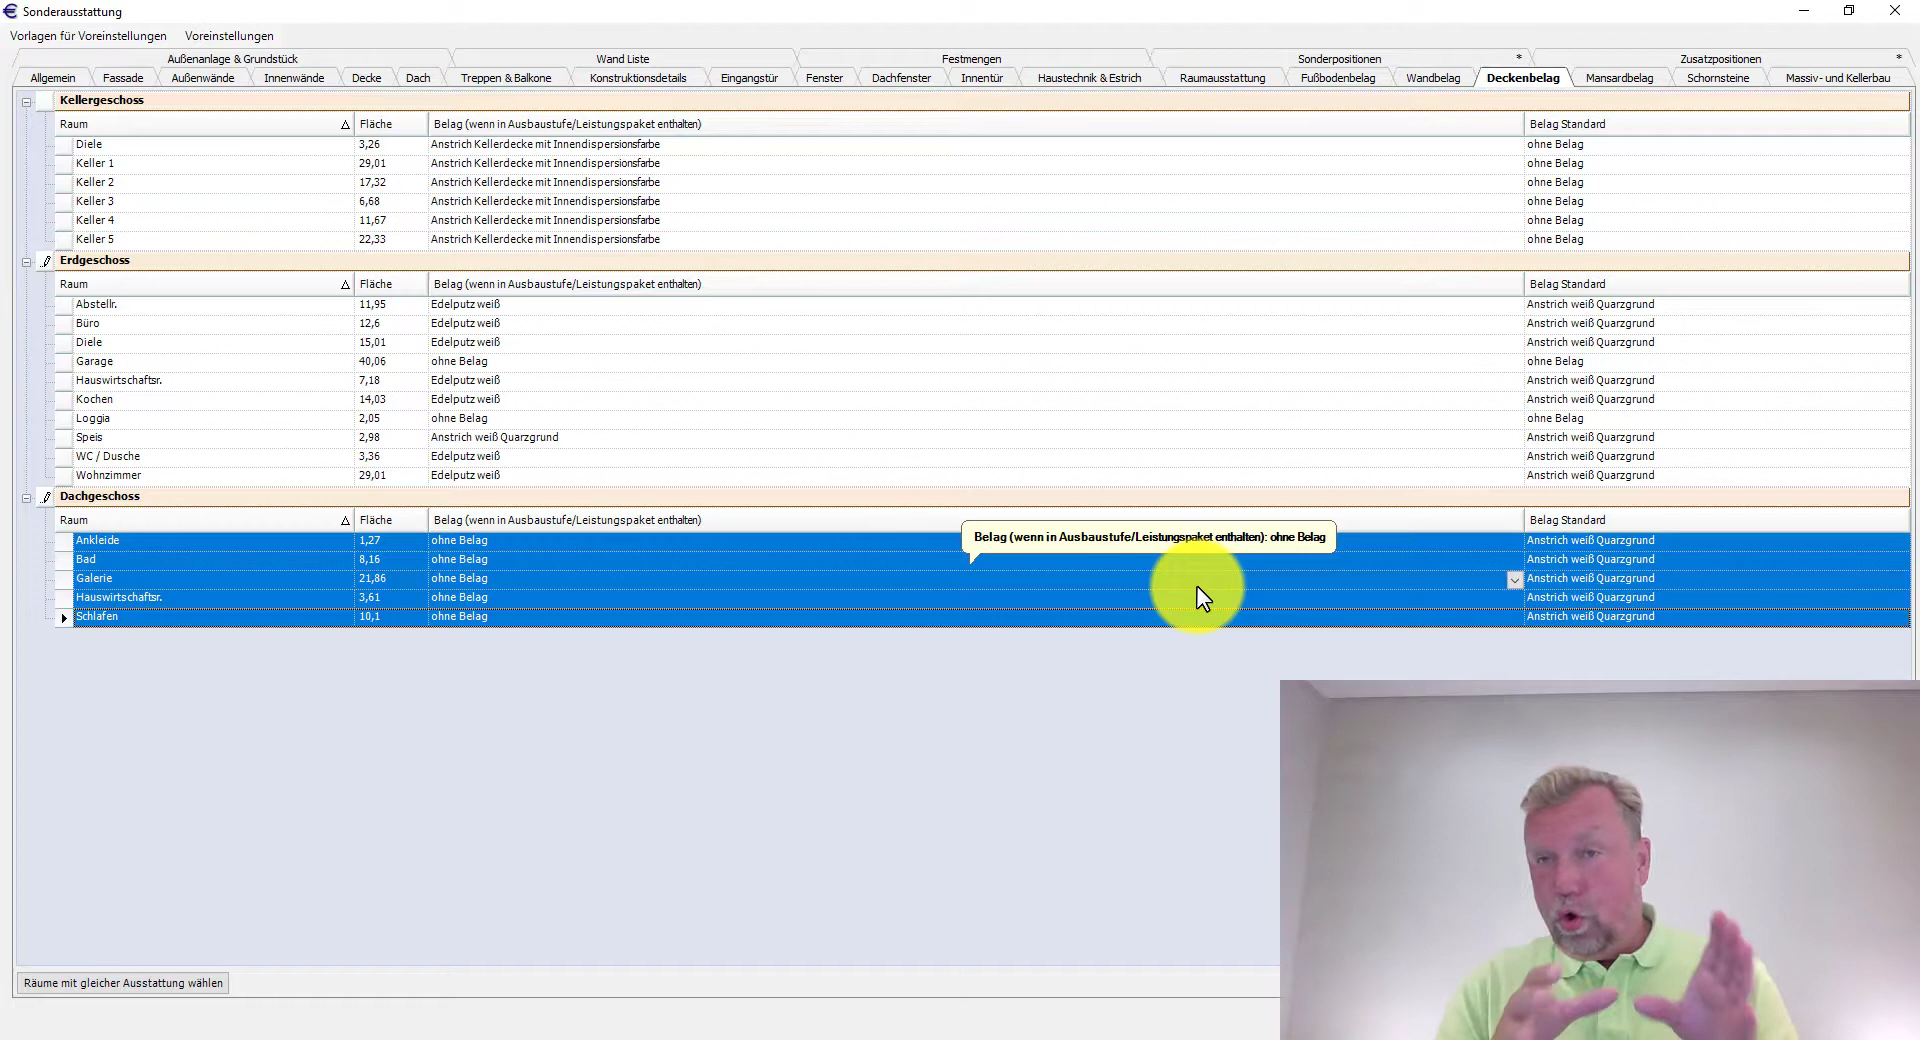 Sonderausstattung
Vorlagen für Voreinstellungen Voreinstellungen
Außenanlage & Grundstück Wand Liste Festmengen Sonderpositionen * Zusatzpositionen *
Allgemein Fassade Außenwände Innenwände Decke Dach Treppen & Balkone Konstruktionsdetails Eingangstür Fenster Dachfenster Innentür Haustechnik & Estrich Raumausstattung Fußbodenbelag Wandbelag Deckenbelag Mansardbelag Schornsteine Massiv- und Kellerbau
Kellergeschoss
Raum Fläche Belag (wenn in Ausbaustufe/Leistungspaket enthalten) Belag Standard
Diele 3,26 Anstrich Kellerdecke mit Innendispersionsfarbe ohne Belag
Keller 1 29,01 Anstrich Kellerdecke mit Innendispersionsfarbe ohne Belag
Keller 2 17,32 Anstrich Kellerdecke mit Innendispersionsfarbe ohne Belag
Keller 3 6,68 Anstrich Kellerdecke mit Innendispersionsfarbe ohne Belag
Keller 4 11,67 Anstrich Kellerdecke mit Innendispersionsfarbe ohne Belag
Keller 5 22,33 Anstrich Kellerdecke mit Innendispersionsfarbe ohne Belag
Erdgeschoss
Raum Fläche Belag (wenn in Ausbaustufe/Leistungspaket enthalten) Belag Standard
Abstellr. 11,95 Edelputz weiß Anstrich weiß Quarzgrund
Büro 12,6 Edelputz weiß Anstrich weiß Quarzgrund
Diele 15,01 Edelputz weiß Anstrich weiß Quarzgrund
Garage 40,06 ohne Belag ohne Belag
Hauswirtschaftsr. 7,18 Edelputz weiß Anstrich weiß Quarzgrund
Kochen 14,03 Edelputz weiß Anstrich weiß Quarzgrund
Loggia 2,05 ohne Belag ohne Belag
Speis 2,98 Anstrich weiß Quarzgrund Anstrich weiß Quarzgrund
WC / Dusche 3,36 Edelputz weiß Anstrich weiß Quarzgrund
Wohnzimmer 29,01 Edelputz weiß Anstrich weiß Quarzgrund
Dachgeschoss
Raum Fläche Belag (wenn in Ausbaustufe/Leistungspaket enthalten) Belag Standard
Belag (wenn in Ausbaustufe/Leistungspaket enthalten): ohne Belag
Ankleide 1,27 ohne Belag Anstrich weiß Quarzgrund
Bad 8,16 ohne Belag Anstrich weiß Quarzgrund
Galerie 21,86 ohne Belag Anstrich weiß Quarzgrund
Hauswirtschaftsr. 3,61 ohne Belag Anstrich weiß Quarzgrund
Schlafen 10,1 ohne Belag Anstrich weiß Quarzgrund
Räume mit gleicher Ausstattung wählen